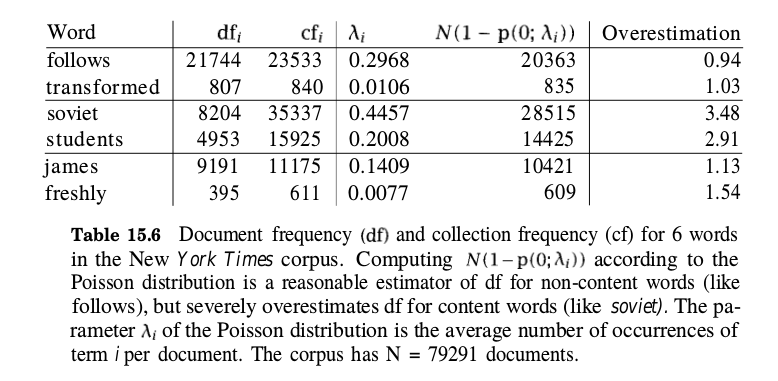 Word df_i cf_i λ_i N(1 − p(0; λ_i)) Overestimation
follows 21744 23533 0.2968 20363 0.94
transformed 807 840 0.0106 835 1.03
soviet 8204 35337 0.4457 28515 3.48
students 4953 15925 0.2008 14425 2.91
james 9191 11175 0.1409 10421 1.13
freshly 395 611 0.0077 609 1.54
Table 15.6 Document frequency (df) and collection frequency (cf) for 6 words
in the New York Times corpus. Computing N(1−p(0;λ_i)) according to the
Poisson distribution is a reasonable estimator of df for non-content words (like
follows), but severely overestimates df for content words (like soviet). The pa-
rameter λ_i of the Poisson distribution is the average number of occurrences of
term i per document. The corpus has N = 79291 documents.